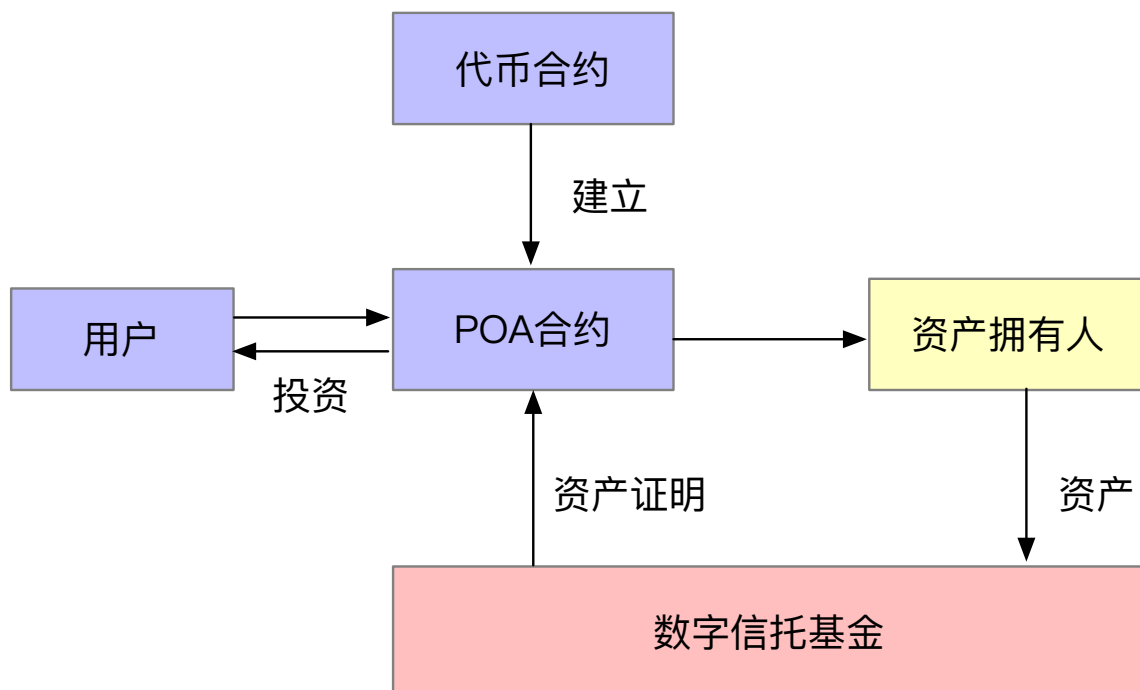 代币合约
建立
用户
POA合约
资产拥有人
投资
资产证明
资产
数字信托基金